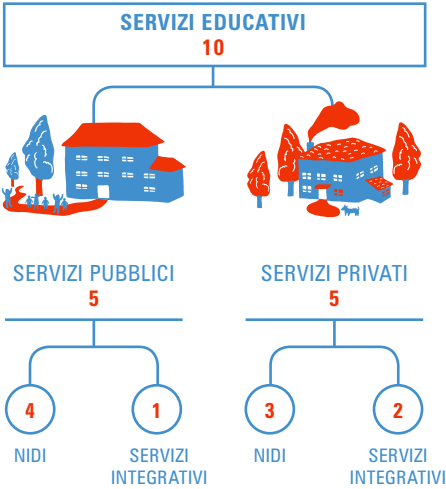 SERVIZI EDUCATIVI
10
SERVIZI PUBBLICI
5
SERVIZI PRIVATI
5
4
NIDI
1
SERVIZI
INTEGRATIVI
3
NIDI
2
SERVIZI
INTEGRATIVI